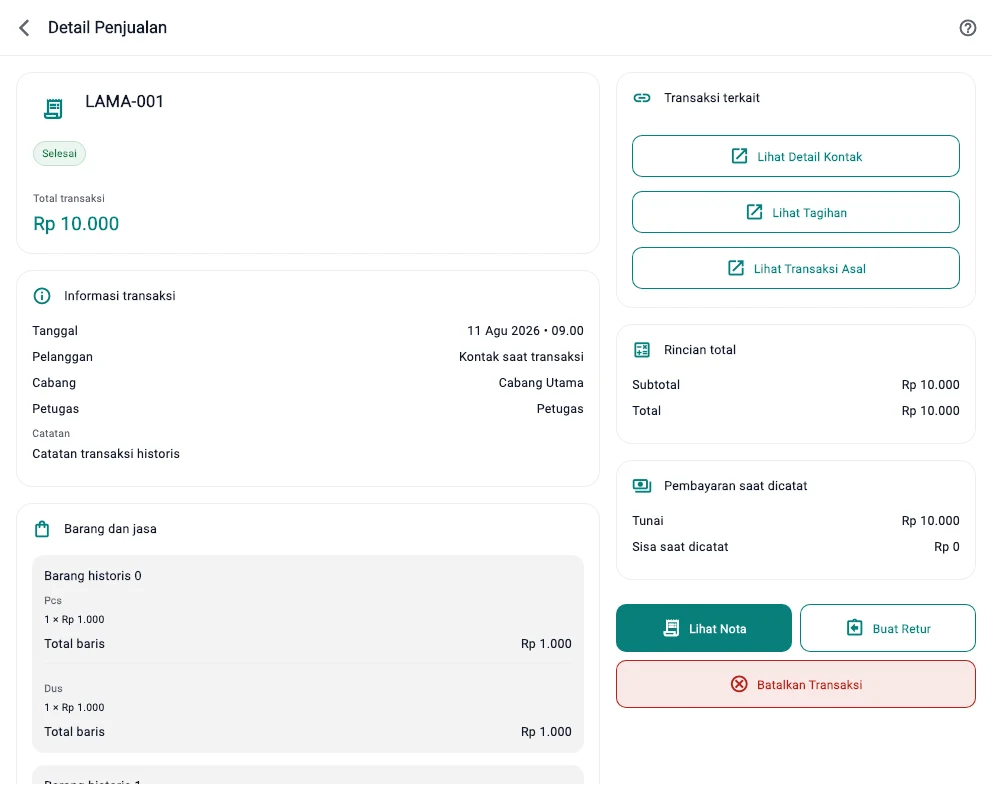 Detail Penjualan
LAMA-001
Selesai
Total transaksi
Rp 10.000
Informasi transaksi
Tanggal 11 Agu 2026 • 09.00
Pelanggan Kontak saat transaksi
Cabang Cabang Utama
Petugas Petugas
Catatan
Catatan transaksi historis
Barang dan jasa
Barang historis 0
Pcs
1 × Rp 1.000
Total baris Rp 1.000
Dus
1 × Rp 1.000
Total baris Rp 1.000
Barang historis 1
Transaksi terkait
Lihat Detail Kontak
Lihat Tagihan
Lihat Transaksi Asal
Rincian total
Subtotal Rp 10.000
Total Rp 10.000
Pembayaran saat dicatat
Tunai Rp 10.000
Sisa saat dicatat Rp 0
Lihat Nota
Buat Retur
Batalkan Transaksi